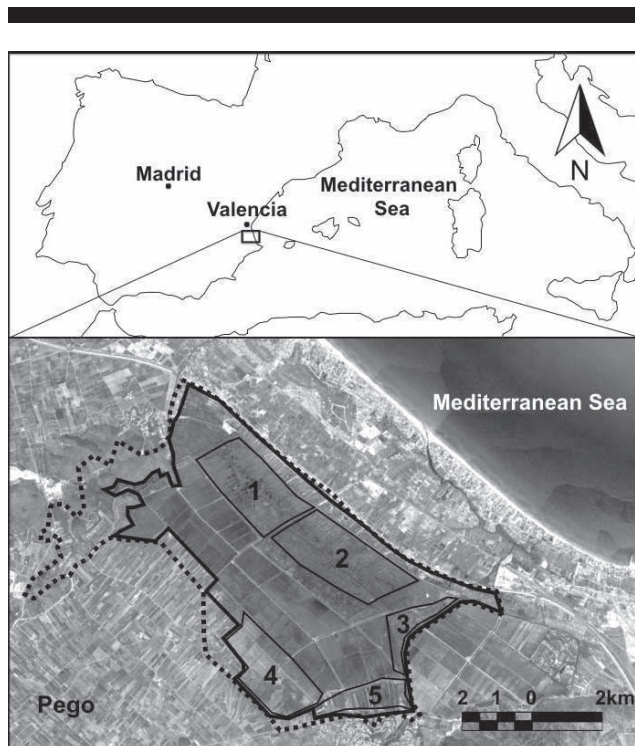 Madrid
Valencia
Mediterranean
Sea
N
Mediterranean Sea
1
2
3
4
5
Pego
2 1 0 2km